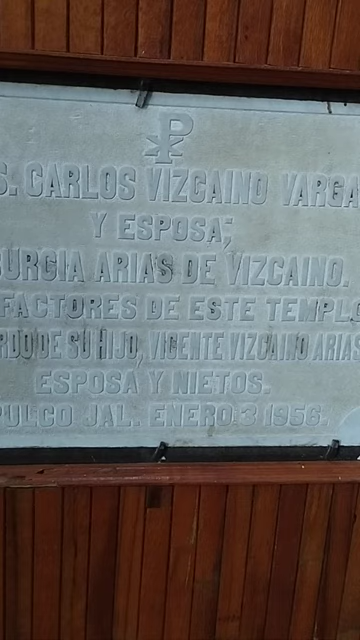 S. CARLOS VIZCAINO VARGA
Y ESPOSA;
URGIA ARIAS DE VIZCAINO.
FACTORES DE ESTE TEMPLO
RDO DE SU HIJO, VICENTE VIZCAINO ARIAS
ESPOSA Y NIETOS.
PULCO JAL. ENERO 3 1956.